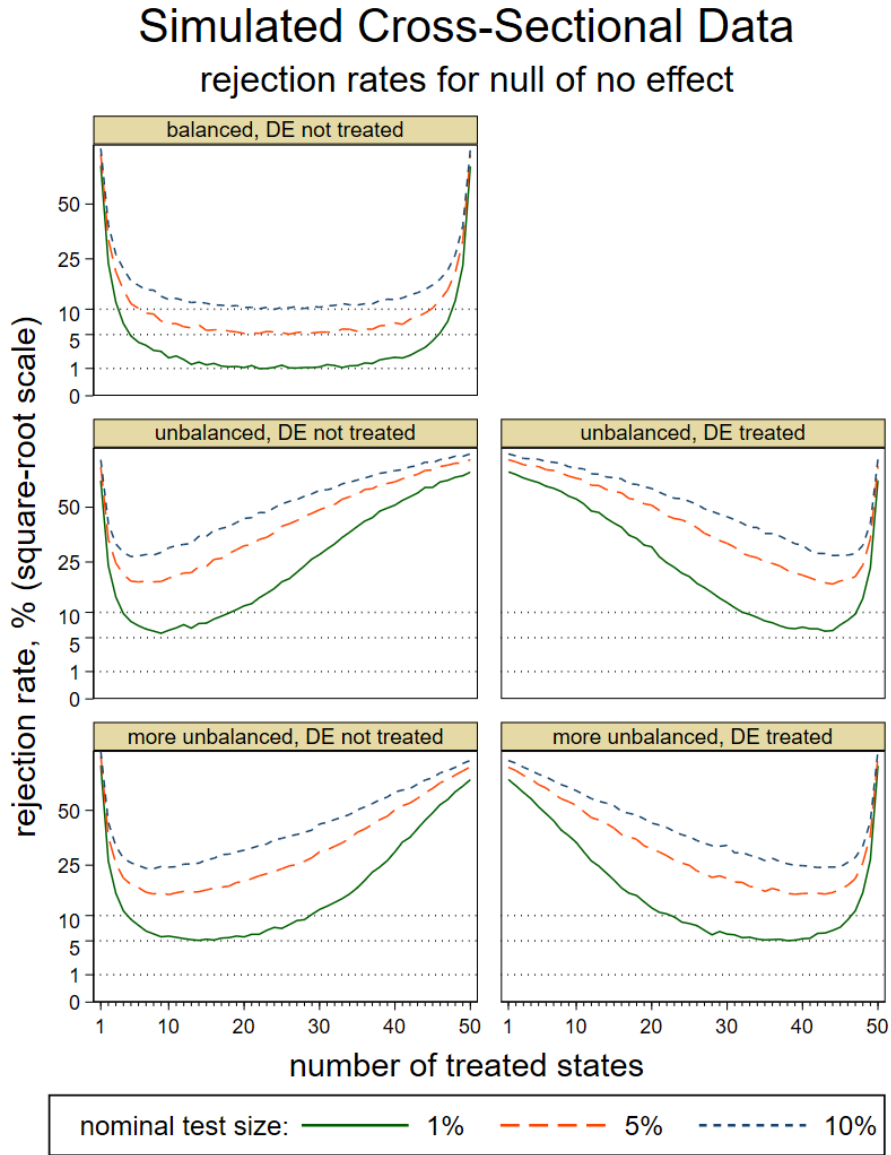 Simulated Cross-Sectional Data
rejection rates for null of no effect
rejection rate, % (square-root scale)
balanced, DE not treated
50
25
10
5
1
0
unbalanced, DE not treated
unbalanced, DE treated
50
25
10
5
1
0
more unbalanced, DE not treated
more unbalanced, DE treated
50
25
10
5
1
0
1 10 20 30 40 50
1 10 20 30 40 50
number of treated states
nominal test size: 1% 5% 10%